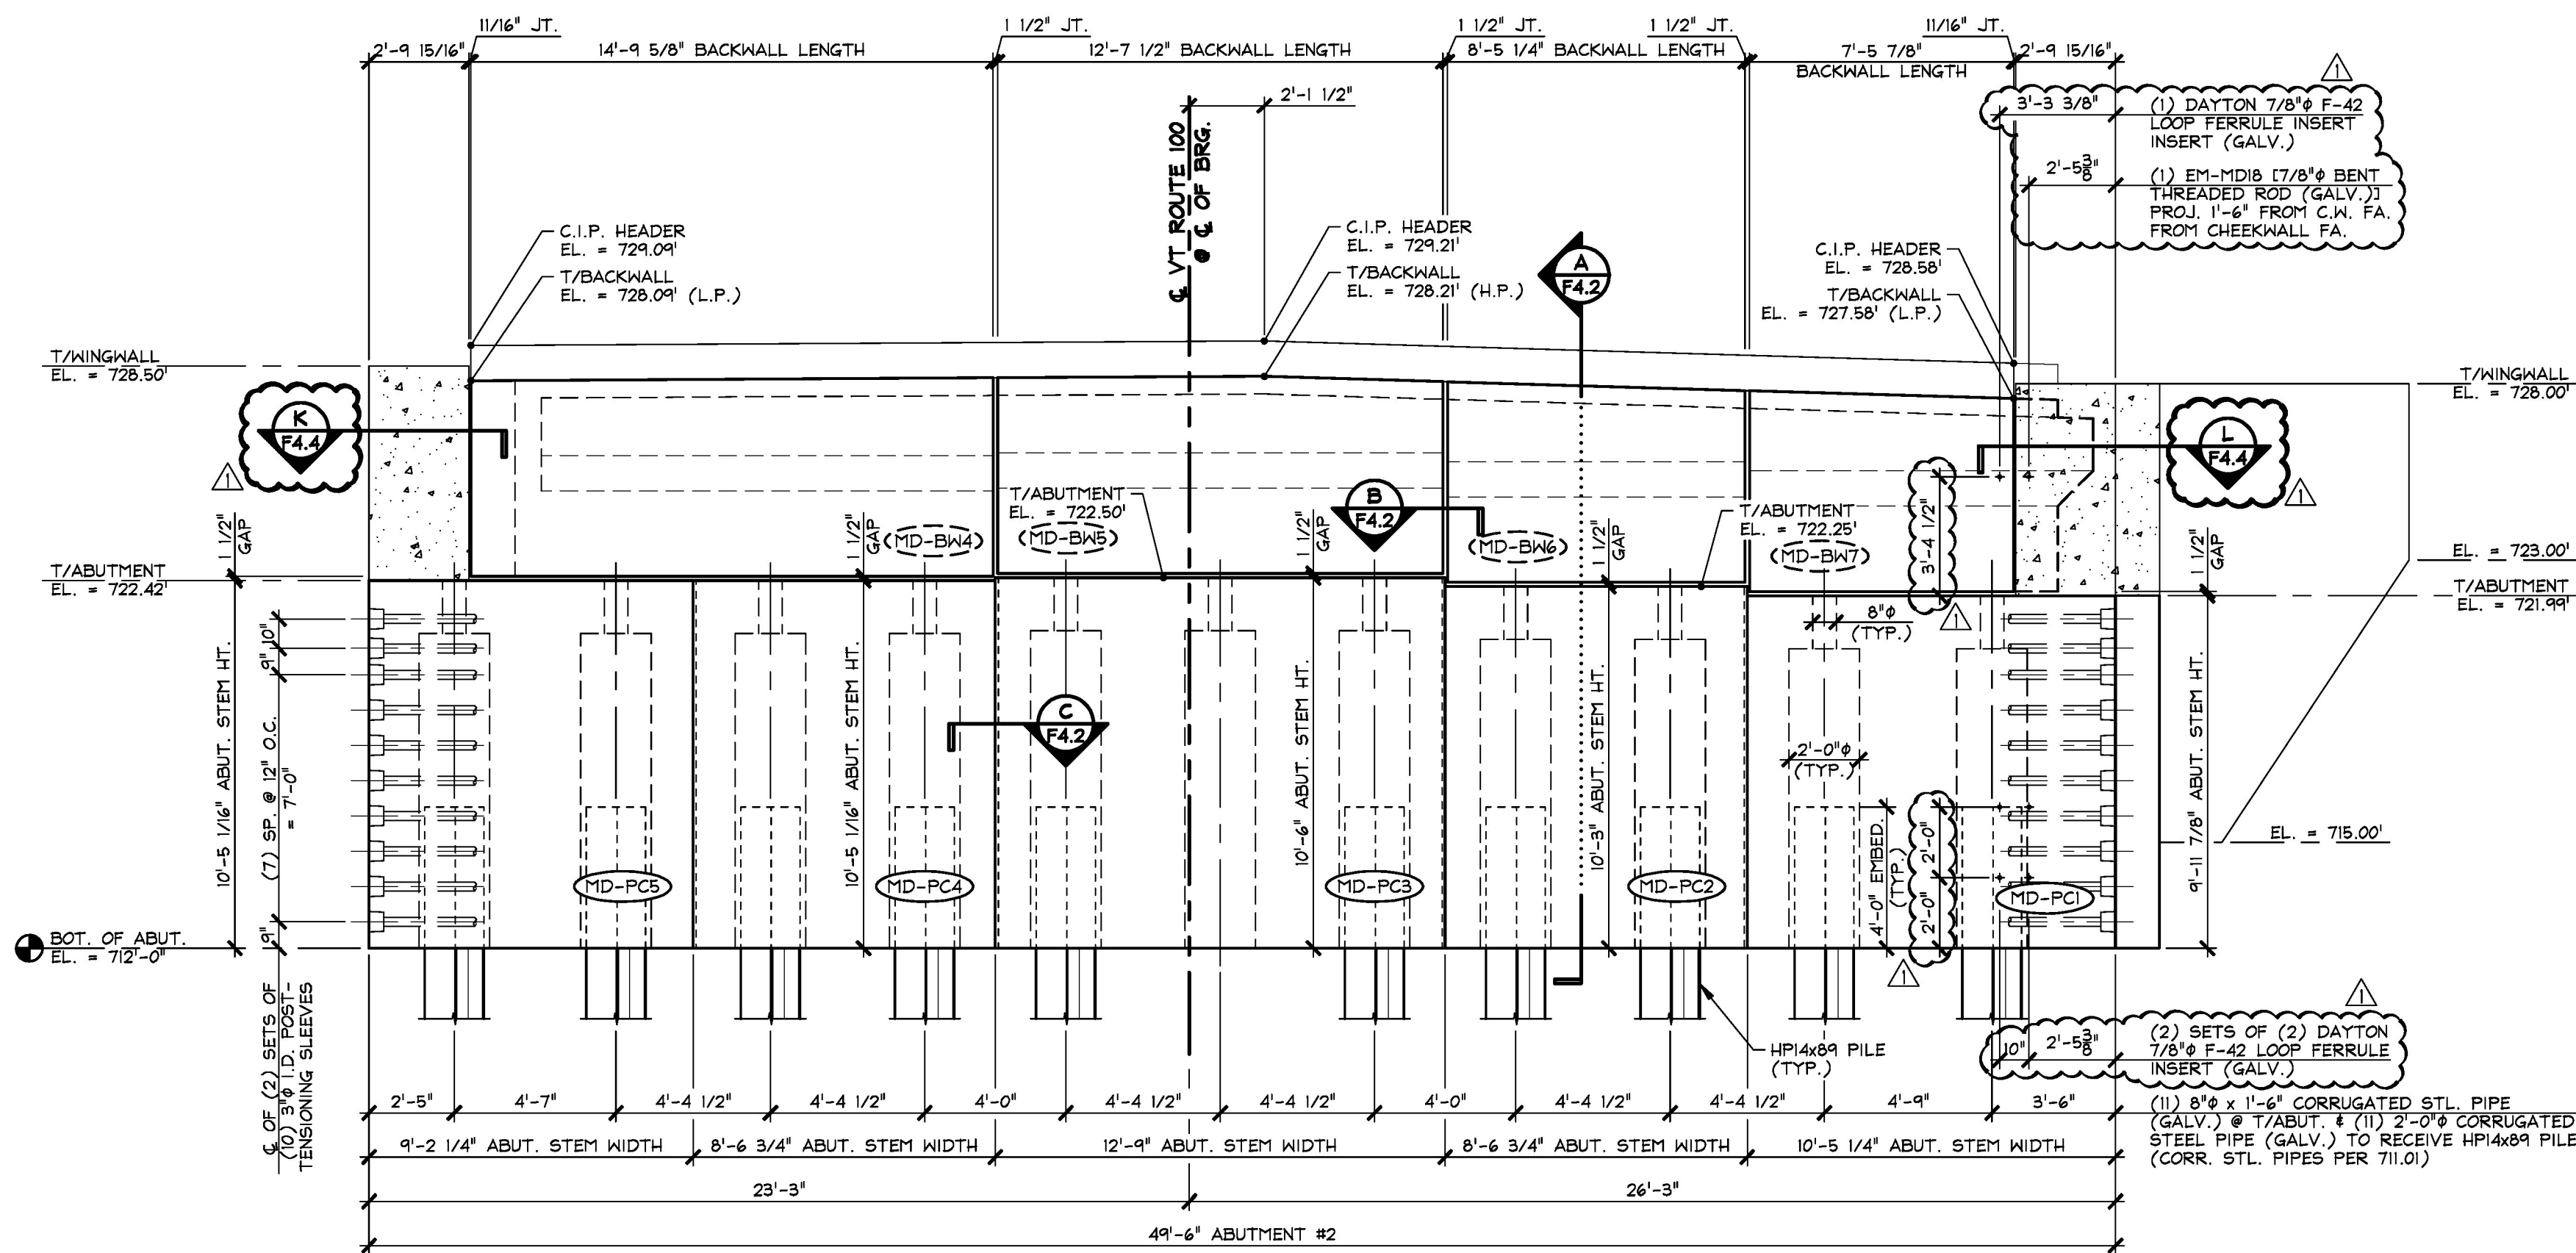 11/16" JT.
1 1/2" JT.
1 1/2" JT.
1 1/2" JT.
11/16" JT.
2'-9 15/16"
14'-9 5/8" BACKWALL LENGTH
12'-7 1/2" BACKWALL LENGTH
8'-5 1/4" BACKWALL LENGTH
7'-5 7/8"
BACKWALL LENGTH
2'-9 15/16"
2'-1 1/2"
℄ VT ROUTE 100
@ ℄ OF BRG.
1
3'-3 3/8"
(1) DAYTON 7/8"φ F-42
LOOP FERRULE INSERT
INSERT (GALV.)
2'-5 3/8"
(1) EM-MD18 [7/8"φ BENT
THREADED ROD (GALV.)]
PROJ. 1'-6" FROM C.W. FA.
FROM CHEEKWALL FA.
C.I.P. HEADER
EL. = 729.09'
T/BACKWALL
EL. = 728.09' (L.P.)
C.I.P. HEADER
EL. = 729.21'
T/BACKWALL
EL. = 728.21' (H.P.)
A
F4.2
C.I.P. HEADER
EL. = 728.58'
T/BACKWALL
EL. = 727.58' (L.P.)
T/WINGWALL
EL. = 728.50'
T/WINGWALL
EL. = 728.00'
K
F4.4
1
L
F4.4
1
T/ABUTMENT
EL. = 722.50'
B
F4.2
T/ABUTMENT
EL. = 722.25'
1 1/2"
GAP
1 1/2"
GAP
(MD-BW4)
(MD-BW5)
1 1/2"
GAP
(MD-BW6)
1 1/2"
GAP
(MD-BW7)
3'-4 1/2"
1
1 1/2"
GAP
EL. = 723.00'
T/ABUTMENT
EL. = 722.42'
T/ABUTMENT
EL. = 721.99'
8"φ
(TYP.)
10'-5 1/16" ABUT. STEM HT.
10"
9"
(7) SP. @ 12" O.C.
= 7'-0"
9"
10'-5 1/16" ABUT. STEM HT.
10'-6" ABUT. STEM HT.
10'-3" ABUT. STEM HT.
9'-11 7/8" ABUT. STEM HT.
C
F4.2
2'-0"φ
(TYP.)
4'-0" EMBED.
(TYP.)
2'-0"
2'-0"
1
EL. = 715.00'
MD-PC5
MD-PC4
MD-PC3
MD-PC2
MD-PC1
BOT. OF ABUT.
EL. = 712'-0"
℄ OF (2) SETS OF
(10) 3"φ I.D. POST-
TENSIONING SLEEVES
HP14x89 PILE
(TYP.)
1
10"
2'-5 3/8"
(2) SETS OF (2) DAYTON
7/8"φ F-42 LOOP FERRULE
INSERT (GALV.)
2'-5"
4'-7"
4'-4 1/2"
4'-4 1/2"
4'-0"
4'-4 1/2"
4'-4 1/2"
4'-0"
4'-4 1/2"
4'-4 1/2"
4'-9"
3'-6"
(11) 8"φ x 1'-6" CORRUGATED STL. PIPE
(GALV.) @ T/ABUT. & (11) 2'-0"φ CORRUGATED
STEEL PIPE (GALV.) TO RECEIVE HP14x89 PILE
(CORR. STL. PIPES PER 711.01)
9'-2 1/4" ABUT. STEM WIDTH
8'-6 3/4" ABUT. STEM WIDTH
12'-9" ABUT. STEM WIDTH
8'-6 3/4" ABUT. STEM WIDTH
10'-5 1/4" ABUT. STEM WIDTH
23'-3"
26'-3"
49'-6" ABUTMENT #2